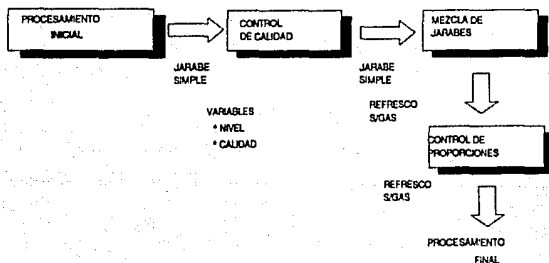 PROCESAMIENTO
INICIAL
CONTROL
DE CALIDAD
MEZCLA DE
JARABES
JARABE
SIMPLE
JARABE
SIMPLE
VARIABLES
* NIVEL
* CALIDAD
REFRESCO
S/GAS
CONTROL DE
PROPORCIONES
REFRESCO
S/GAS
PROCESAMIENTO
FINAL